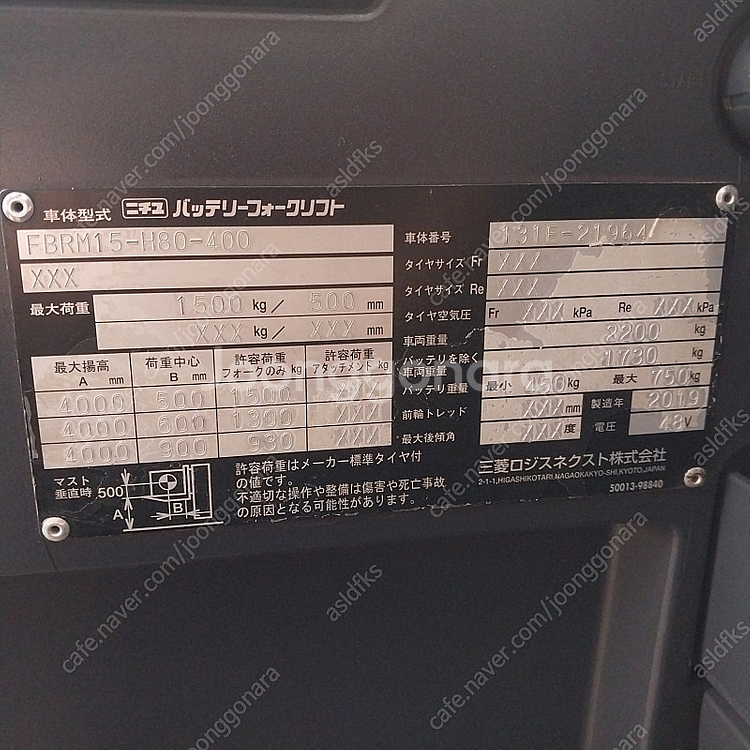 車体型式 ニチユ バッテリーフォークリフト
FBRM15-H80-400
XXX
最大荷重 1500 kg / 500 mm
XXX kg / XXX mm
最大揚高 A mm 荷重中心 B mm 許容荷重 フォークのみ kg 許容荷重 アタッチメント kg
4000 500 1500 XXX
4000 600 1300 XXX
4000 900 930 XXX
マスト垂直時 500
A
B
許容荷重はメーカー標準タイヤ付
の値です。
不適切な操作や整備は傷害や死亡事故
の原因となる可能性があります。
車体番号 131F-21964
タイヤサイズ Fr XXX
タイヤサイズ Re XXX
タイヤ空気圧 Fr XXX kPa Re XXX kPa
車両重量 2200 kg
バッテリを除く車両重量 1730 kg
バッテリ重量 最小 450 kg 最大 750 kg
前輪トレッド XXX mm 製造年 2019
最大後傾角 XXX 度 電圧 48V
三菱ロジスネクスト株式会社
2-1-1,HIGASHIKOTARI,NAGAOKAKYO-SHI,KYOTO,JAPAN
50013-98840
joonggonara
cafe.naver.com/joonggonara
asldfks